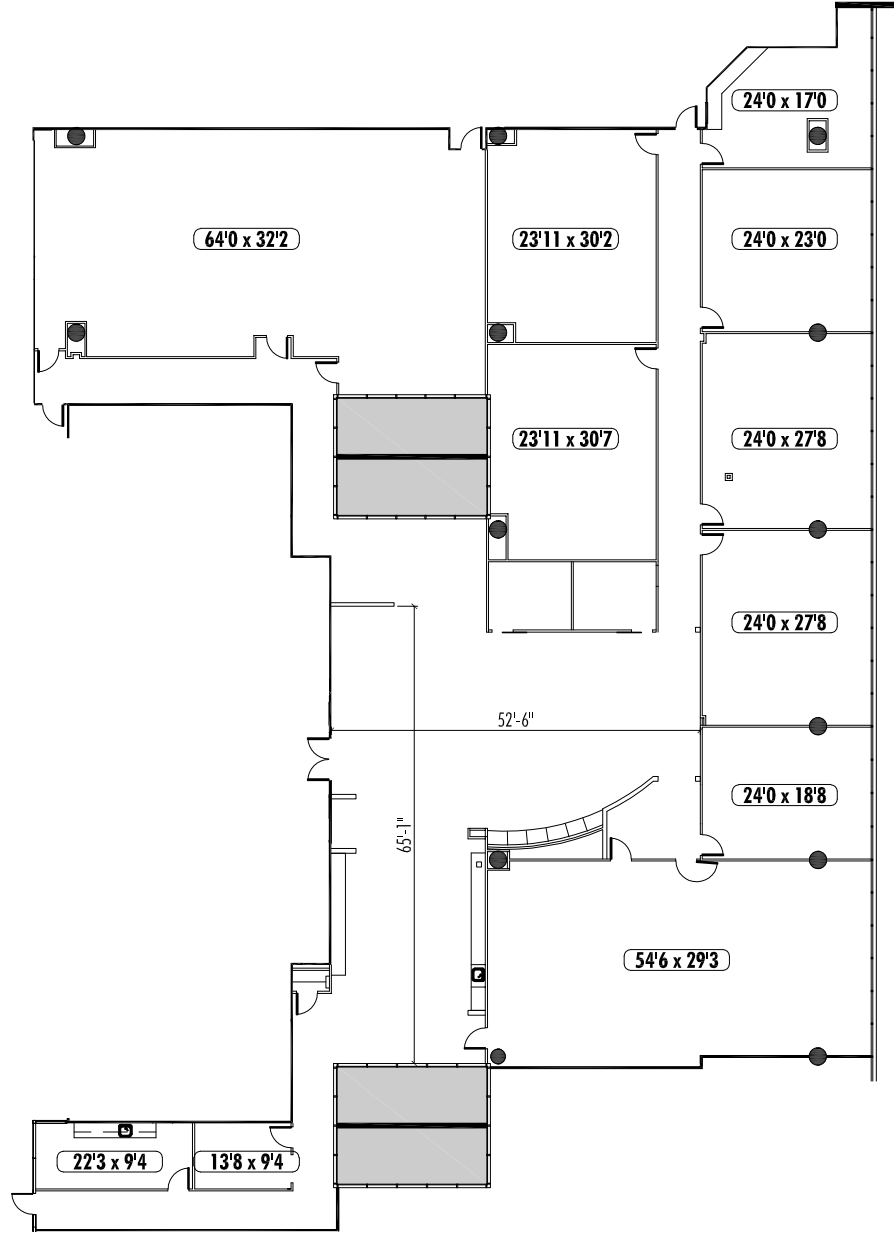 24'0 x 17'0
64'0 x 32'2
23'11 x 30'2
24'0 x 23'0
23'11 x 30'7
24'0 x 27'8
24'0 x 27'8
52'-6"
24'0 x 18'8
65'-1"
54'6 x 29'3
22'3 x 9'4
13'8 x 9'4